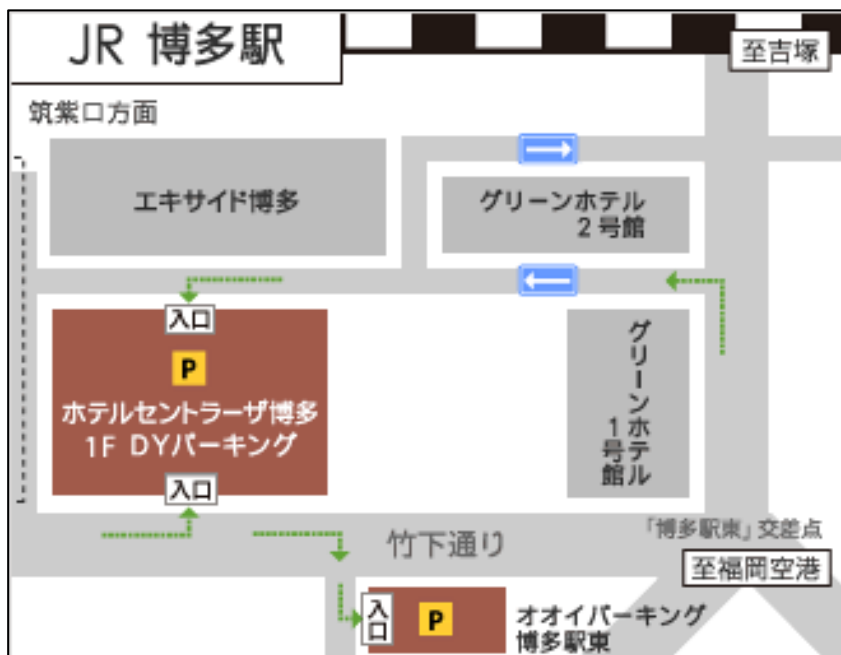 JR 博多駅
至吉塚
筑紫口方面
エキサイド博多
グリーンホテル
2号館
入口
P
ホテルセントラーザ博多
1F DYパーキング
入口
グリーンホテル
1号館
竹下通り
「博多駅東」交差点
至福岡空港
入口
P
オオイパーキング
博多駅東